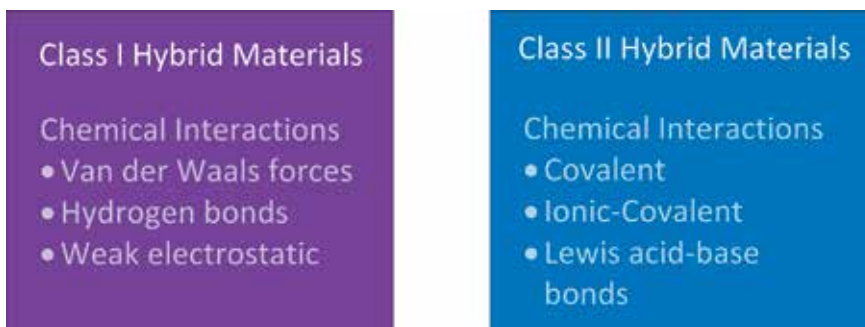 Class I Hybrid Materials
Chemical Interactions
• Van der Waals forces
• Hydrogen bonds
• Weak electrostatic
Class II Hybrid Materials
Chemical Interactions
• Covalent
• Ionic-Covalent
• Lewis acid-base
bonds